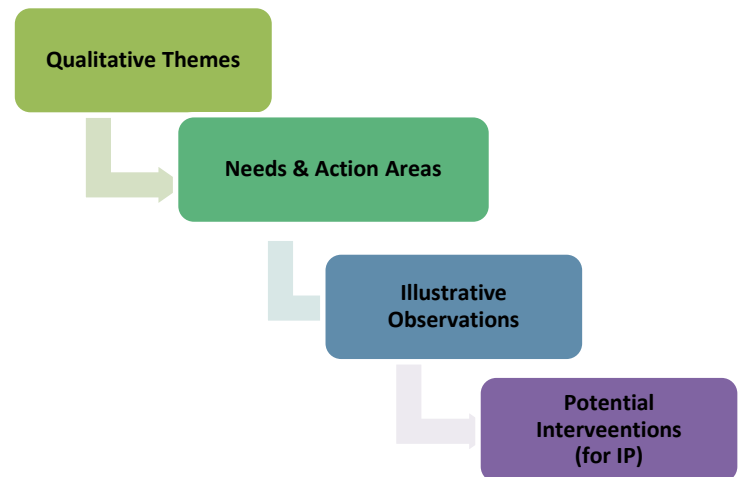 Qualitative Themes
Needs & Action Areas
Illustrative
Observations
Potential
Interveentions
(for IP)